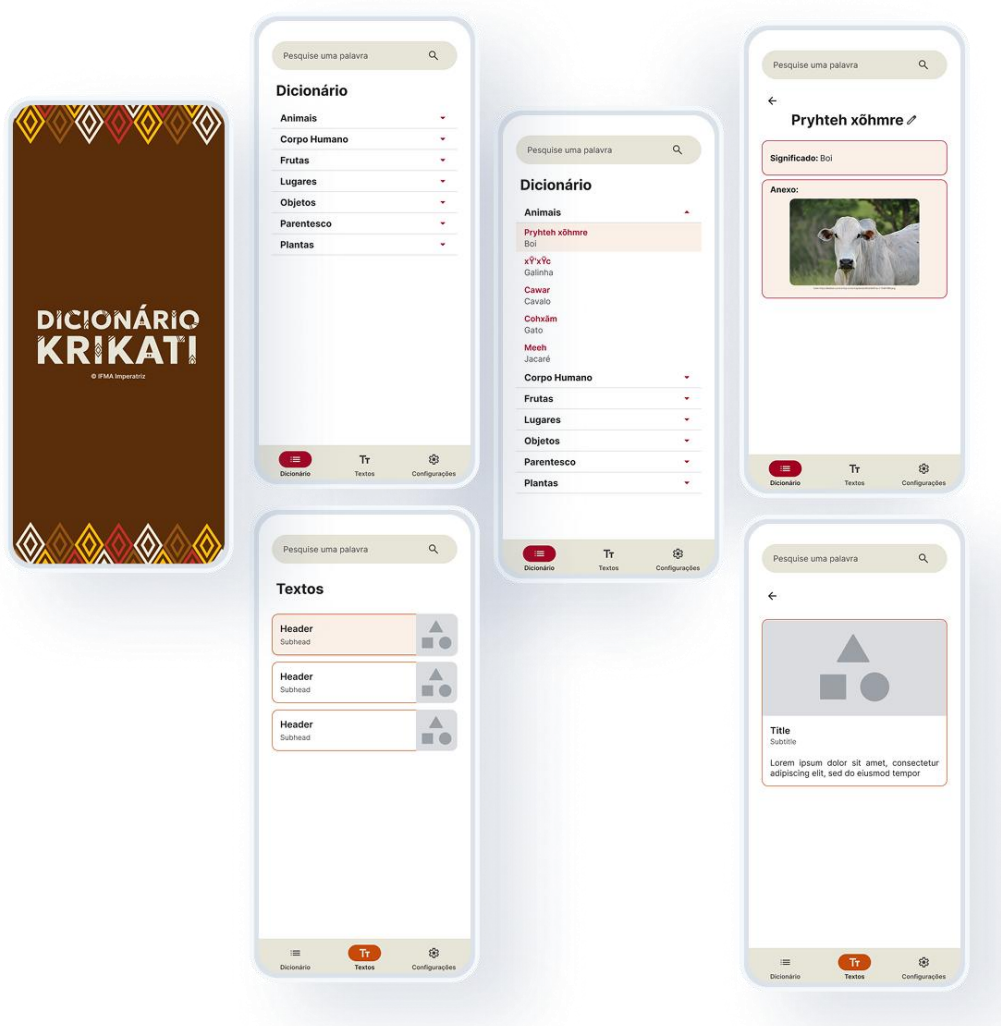 DICIONÁRIO
KRIKATI
© IFMA Imperatriz
Pesquise uma palavra
Dicionário
Animais
Corpo Humano
Frutas
Lugares
Objetos
Parentesco
Plantas
Dicionário
Textos
Configurações
Pesquise uma palavra
Dicionário
Animais
Pryhteh xõhmre
Boi
Galinha
Cawar
Cavalo
Cohxãm
Gato
Meeh
Jacaré
Corpo Humano
Frutas
Lugares
Objetos
Parentesco
Plantas
Dicionário
Textos
Configurações
Pesquise uma palavra
Pryhteh xõhmre
Significado: Boi
Anexo:
Dicionário
Textos
Configurações
Pesquise uma palavra
Textos
Header
Subhead
Header
Subhead
Header
Subhead
Dicionário
Textos
Configurações
Pesquise uma palavra
Title
Subtitle
Lorem ipsum dolor sit amet, consectetur
adipiscing elit, sed do eiusmod tempor
Dicionário
Textos
Configurações